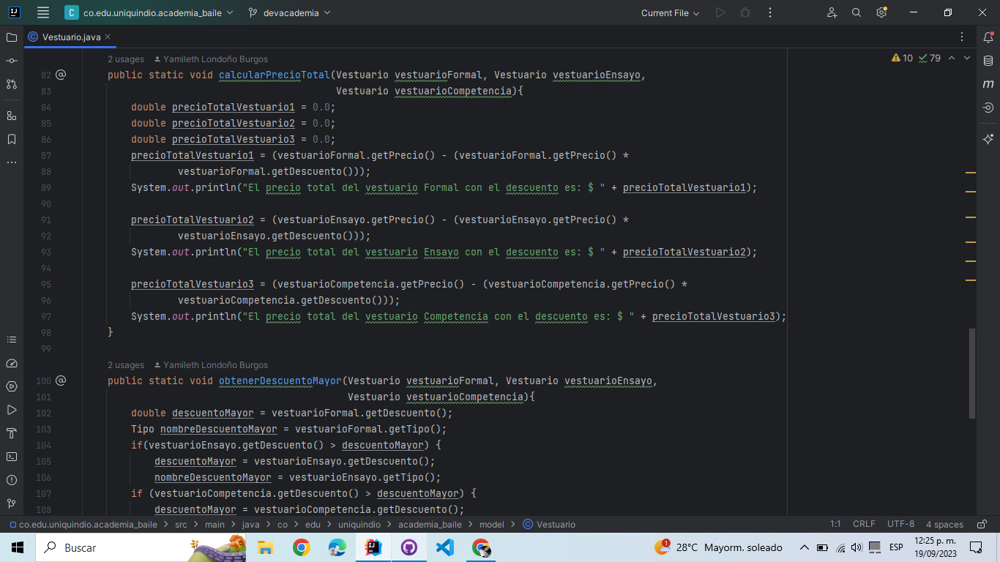 co.edu.uniquindio.academia_baile devacademia Current File
Vestuario.java
2 usages Yamileth Londoño Burgos 10 79
82 @ public static void calcularPrecioTotal(Vestuario vestuarioFormal, Vestuario vestuarioEnsayo,
83 Vestuario vestuarioCompetencia){
84 double precioTotalVestuario1 = 0.0;
85 double precioTotalVestuario2 = 0.0;
86 double precioTotalVestuario3 = 0.0;
87 precioTotalVestuario1 = (vestuarioFormal.getPrecio() - (vestuarioFormal.getPrecio() *
88 vestuarioFormal.getDescuento()));
89 System.out.println("El precio total del vestuario Formal con el descuento es: $ " + precioTotalVestuario1);
90
91 precioTotalVestuario2 = (vestuarioEnsayo.getPrecio() - (vestuarioEnsayo.getPrecio() *
92 vestuarioEnsayo.getDescuento()));
93 System.out.println("El precio total del vestuario Ensayo con el descuento es: $ " + precioTotalVestuario2);
94
95 precioTotalVestuario3 = (vestuarioCompetencia.getPrecio() - (vestuarioCompetencia.getPrecio() *
96 vestuarioCompetencia.getDescuento()));
97 System.out.println("El precio total del vestuario Competencia con el descuento es: $ " + precioTotalVestuario3);
98 }
99
2 usages Yamileth Londoño Burgos
100 @ public static void obtenerDescuentoMayor(Vestuario vestuarioFormal, Vestuario vestuarioEnsayo,
101 Vestuario vestuarioCompetencia){
102 double descuentoMayor = vestuarioFormal.getDescuento();
103 Tipo nombreDescuentoMayor = vestuarioFormal.getTipo();
104 if(vestuarioEnsayo.getDescuento() > descuentoMayor) {
105 descuentoMayor = vestuarioEnsayo.getDescuento();
106 nombreDescuentoMayor = vestuarioEnsayo.getTipo();
107 if (vestuarioCompetencia.getDescuento() > descuentoMayor) {
108 descuentoMayor = vestuarioCompetencia.getDescuento();
co.edu.uniquindio.academia_baile > src > main > java > co > edu > uniquindio > academia_baile > model > Vestuario 1:1 CRLF UTF-8 4 spaces
Buscar 1 28°C Mayorm. soleado ESP 12:25 p. m.
19/09/2023